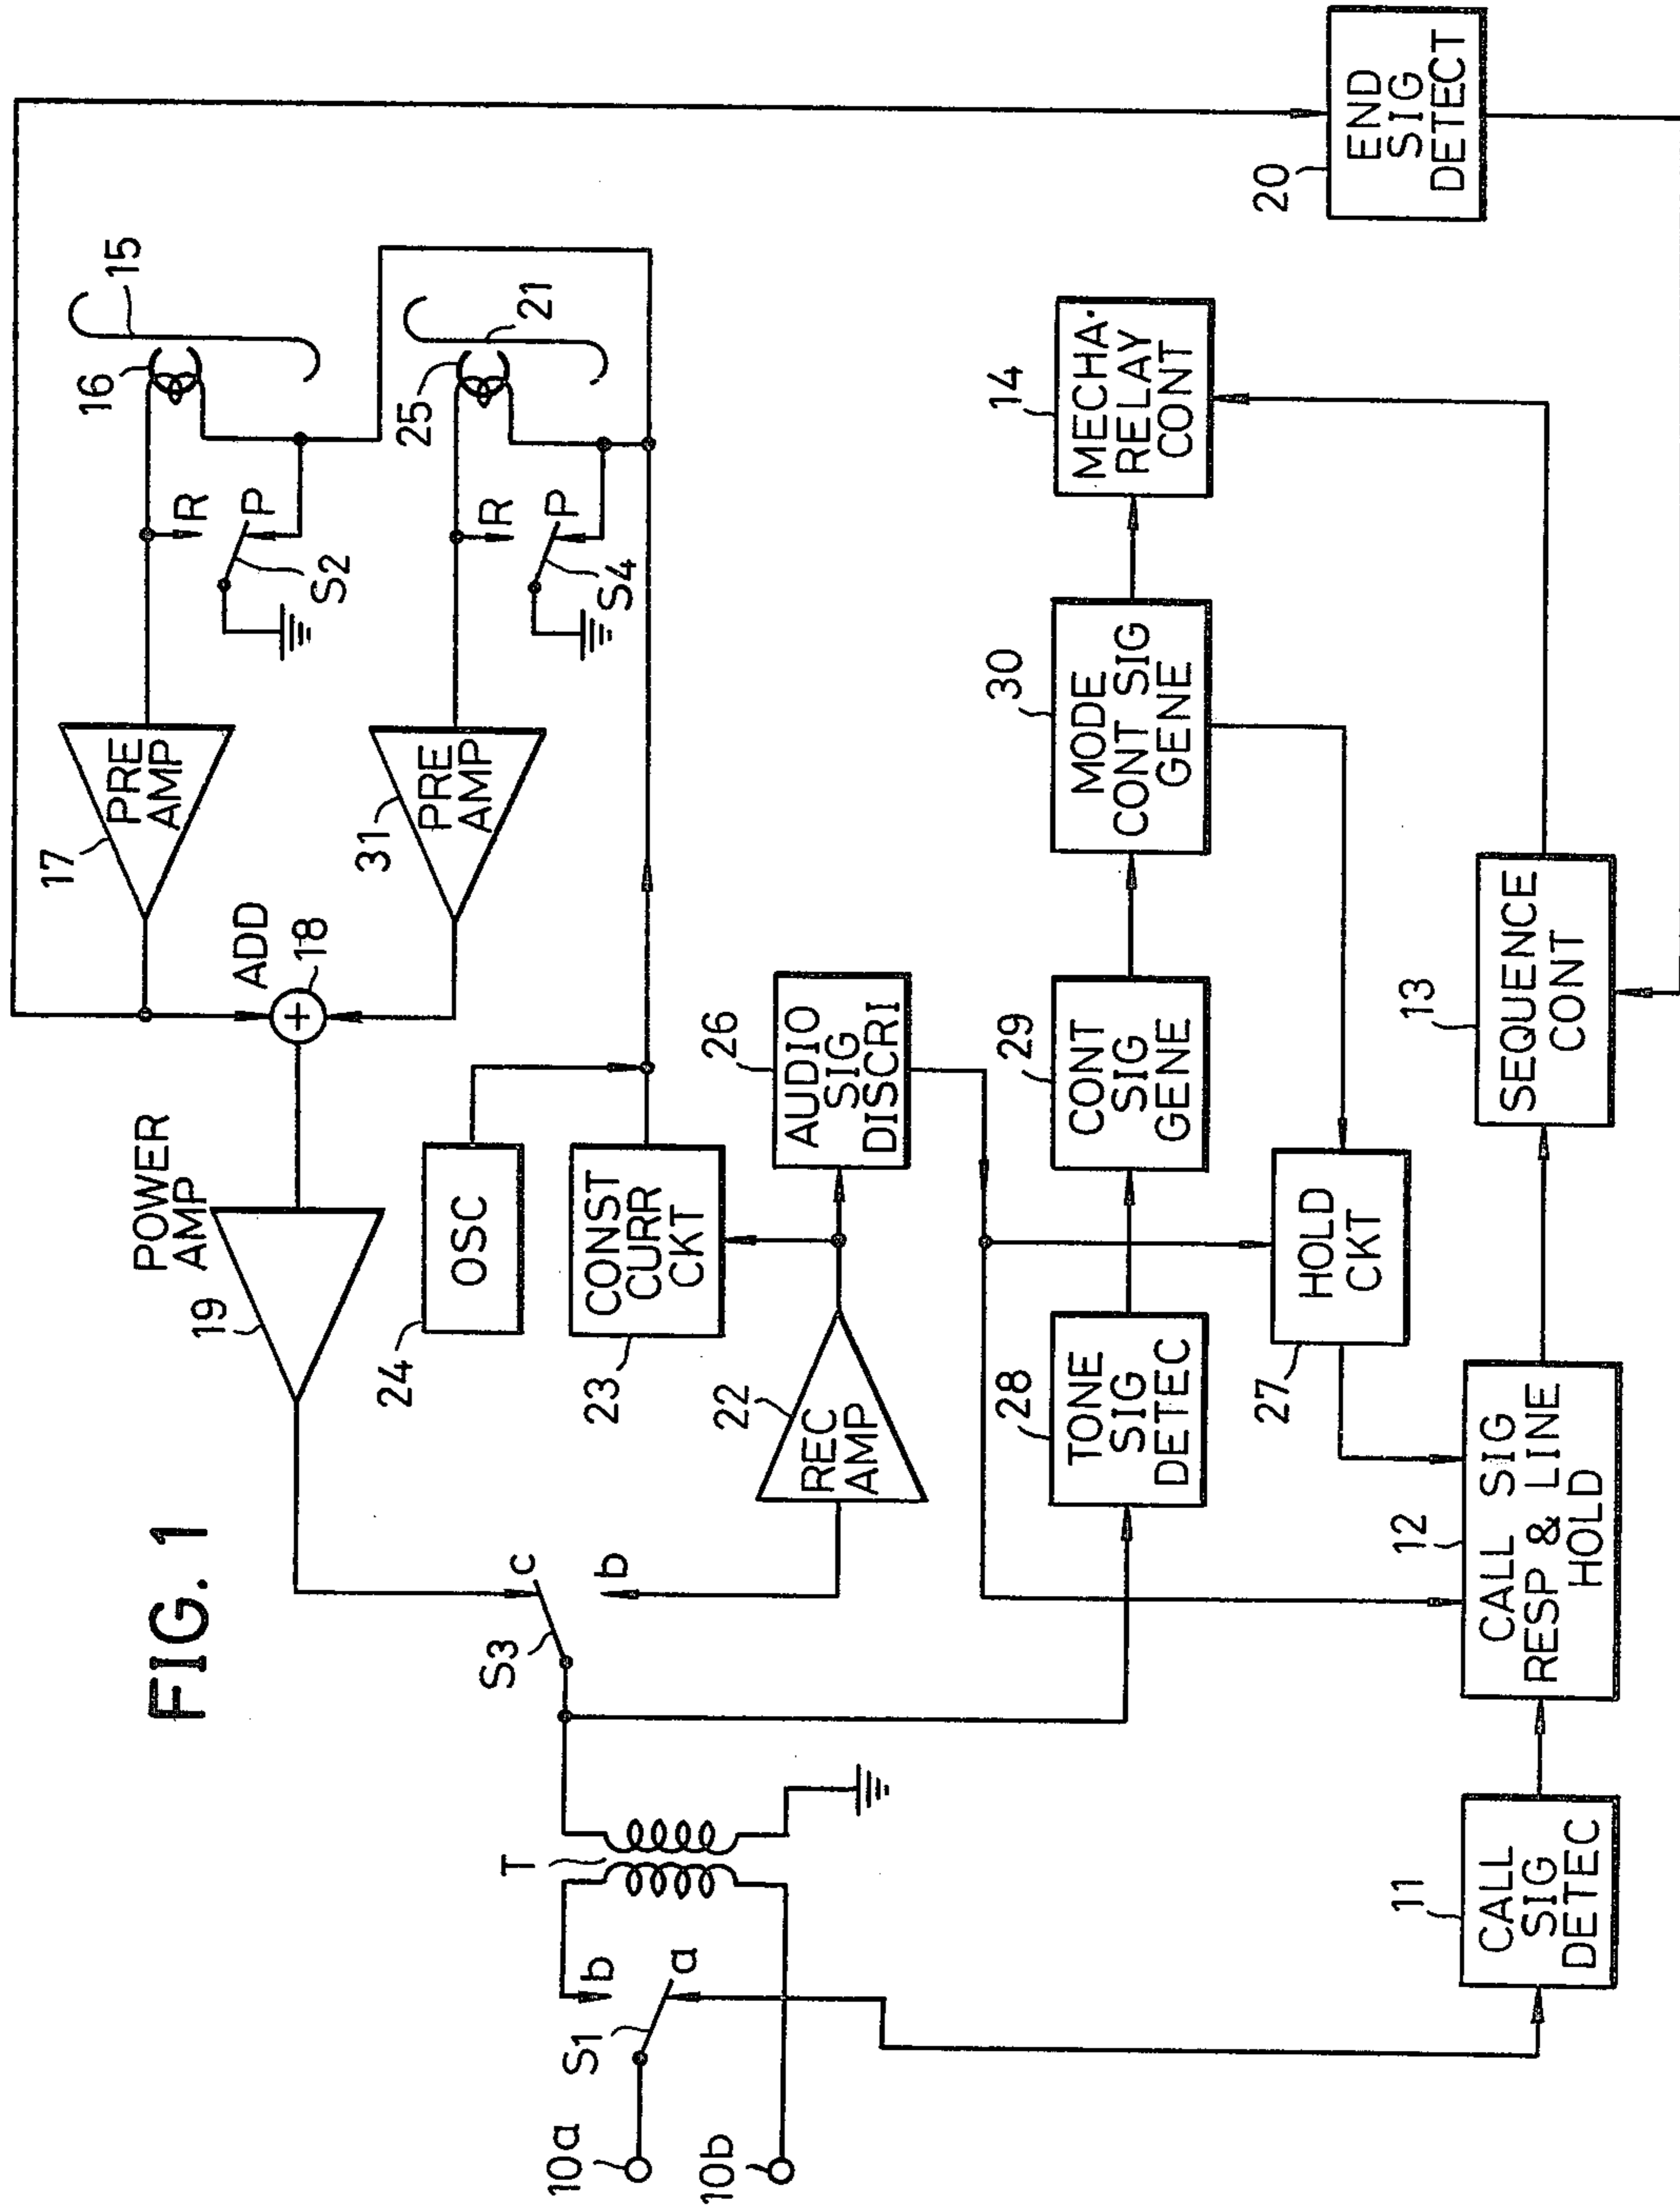 FIG. 1
10a
10b
S1
b
a
T
S3
c
b
POWER
AMP
19
ADD
18
17
PRE
AMP
31
PRE
AMP
R
P
S2
R
P
S4
16
15
25
21
24
OSC
23
CONST
CURR
CKT
22
REC
AMP
26
AUDIO
SIG
DISCRI
28
TONE
SIG
DETEC
29
CONT
SIG
GENE
30
MODE
CONT SIG
GENE
14
MECHA·
RELAY
CONT
27
HOLD
CKT
11
CALL
SIG
DETEC
12
CALL SIG
RESP & LINE
HOLD
13
SEQUENCE
CONT
20
END
SIG
DETECT